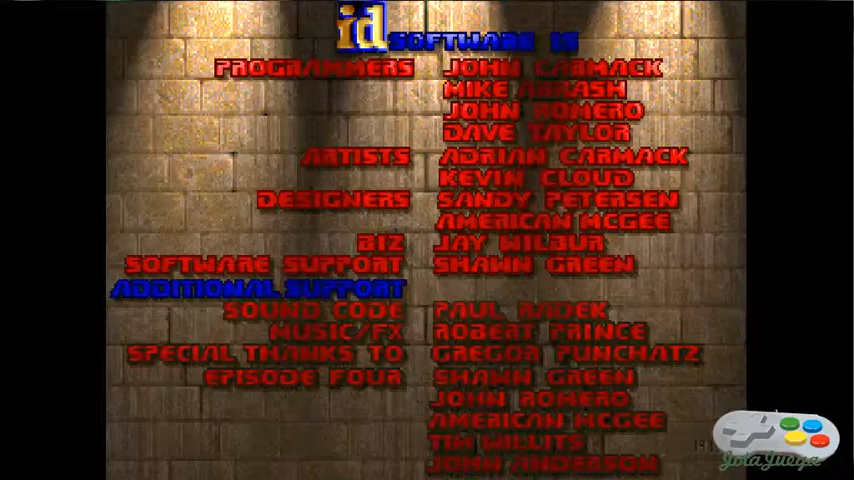 id SOFTWARE IS
PROGRAMMERS JOHN CARMACK
MIKE ABRASH
JOHN ROMERO
DAVE TAYLOR
ARTISTS ADRIAN CARMACK
KEVIN CLOUD
DESIGNERS SANDY PETERSEN
AMERICAN MCGEE
BIZ JAY WILBUR
SOFTWARE SUPPORT SHAWN GREEN
ADDITIONAL SUPPORT
SOUND CODE PAUL RADEK
MUSIC/FX ROBERT PRINCE
SPECIAL THANKS TO GREGOR PUNCHATZ
EPISODE FOUR SHAWN GREEN
JOHN ROMERO
AMERICAN MCGEE
TIM WILLITS
JOHN ANDERSON
JotaJuega